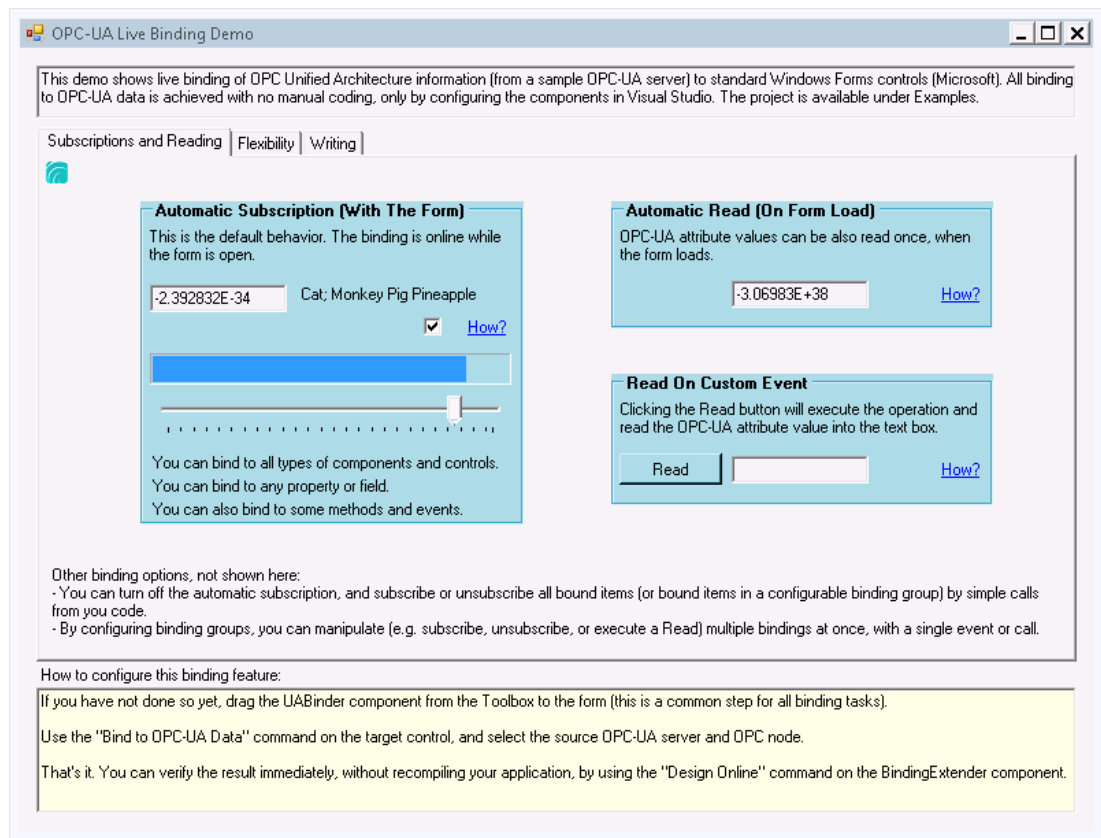 OPC-UA Live Binding Demo
This demo shows live binding of OPC Unified Architecture information (from a sample OPC-UA server) to standard Windows Forms controls (Microsoft). All binding
to OPC-UA data is achieved with no manual coding, only by configuring the components in Visual Studio. The project is available under Examples.
Subscriptions and Reading Flexibility Writing
Automatic Subscription (With The Form)
This is the default behavior. The binding is online while
the form is open.
-2.392832E-34 Cat; Monkey Pig Pineapple
How?
You can bind to all types of components and controls.
You can bind to any property or field.
You can also bind to some methods and events.
Automatic Read (On Form Load)
OPC-UA attribute values can be also read once, when
the form loads.
-3.06983E+38 How?
Read On Custom Event
Clicking the Read button will execute the operation and
read the OPC-UA attribute value into the text box.
Read How?
Other binding options, not shown here:
- You can turn off the automatic subscription, and subscribe or unsubscribe all bound items (or bound items in a configurable binding group) by simple calls
from you code.
- By configuring binding groups, you can manipulate (e.g. subscribe, unsubscribe, or execute a Read) multiple bindings at once, with a single event or call.
How to configure this binding feature:
If you have not done so yet, drag the UABinder component from the Toolbox to the form (this is a common step for all binding tasks).
Use the "Bind to OPC-UA Data" command on the target control, and select the source OPC-UA server and OPC node.
That's it. You can verify the result immediately, without recompiling your application, by using the "Design Online" command on the BindingExtender component.